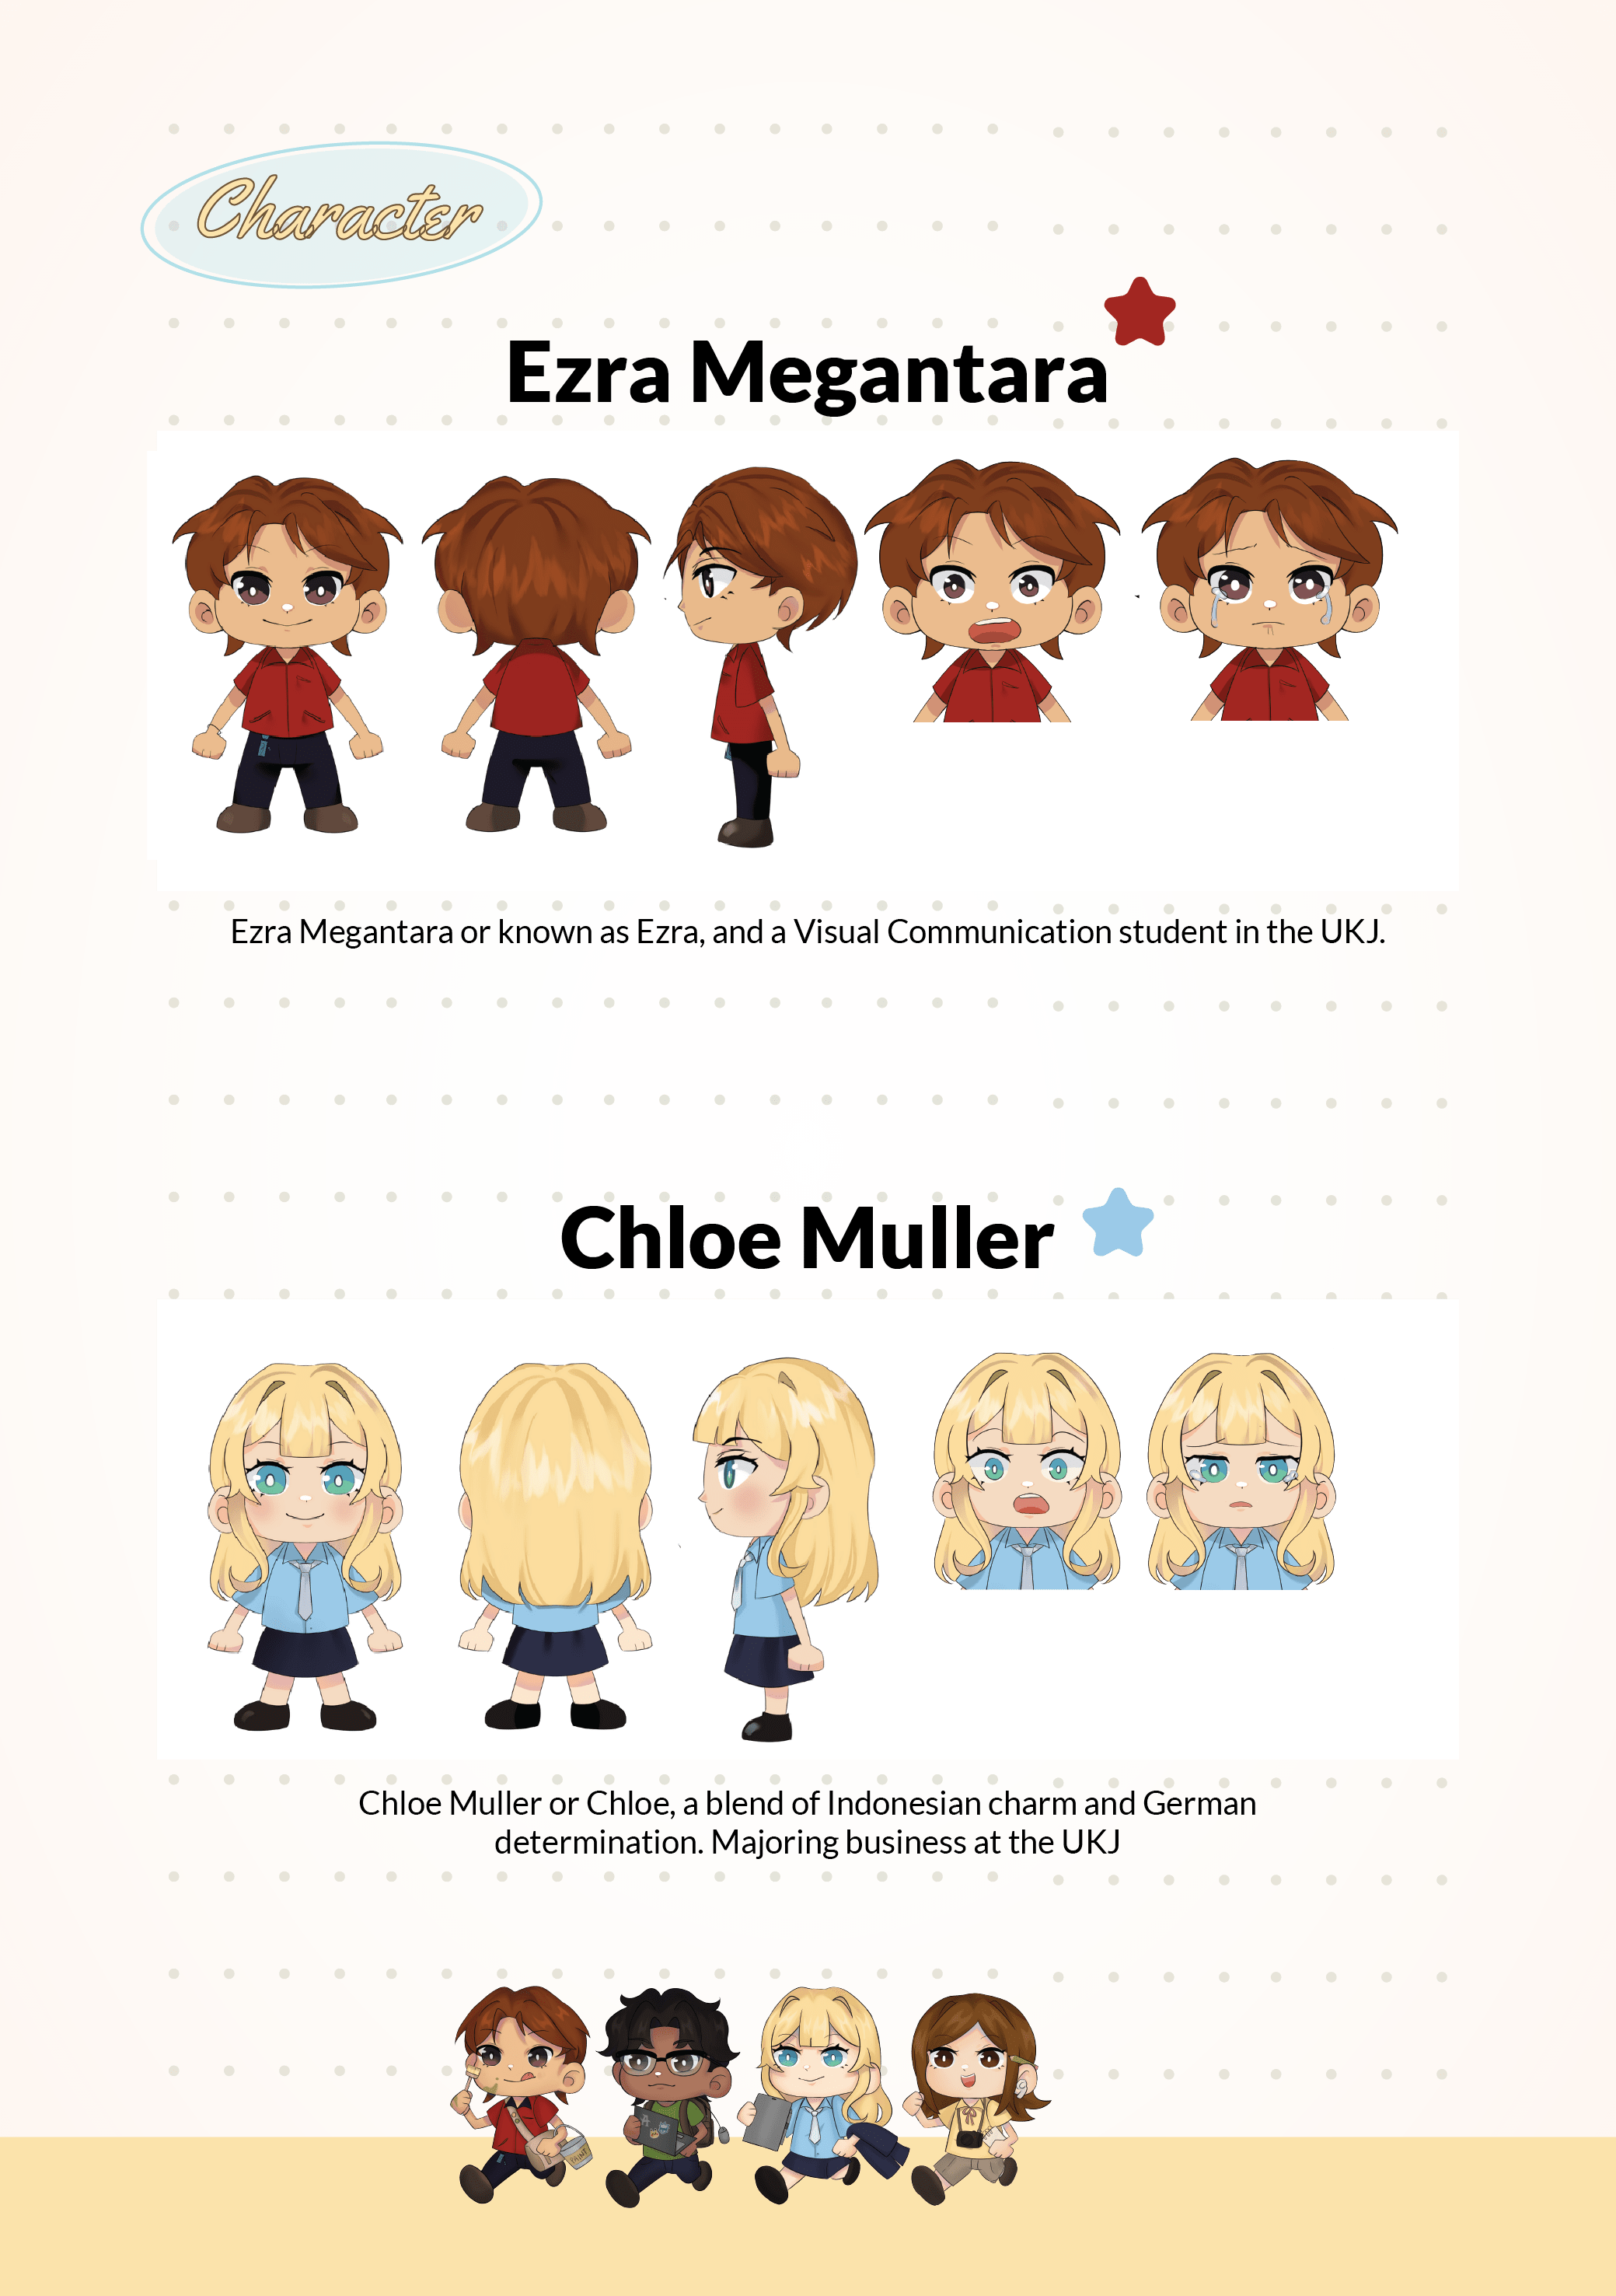 Character
Ezra Megantara
Ezra Megantara or known as Ezra, and a Visual Communication student in the UKJ.
Chloe Muller
Chloe Muller or Chloe, a blend of Indonesian charm and German
determination. Majoring business at the UKJ
PAINT